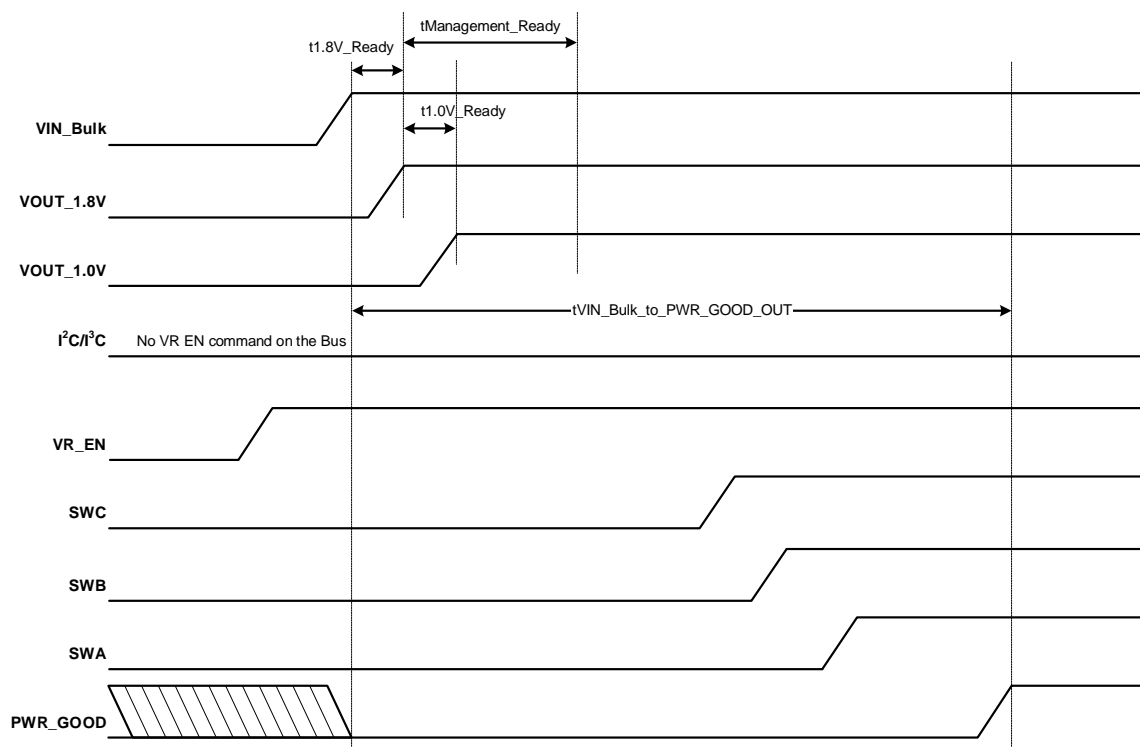 tManagement_Ready
t1.8V_Ready
t1.0V_Ready
VIN_Bulk
VOUT_1.8V
VOUT_1.0V
tVIN_Bulk_to_PWR_GOOD_OUT
I²C/I³C No VR EN command on the Bus
VR_EN
SWC
SWB
SWA
PWR_GOOD